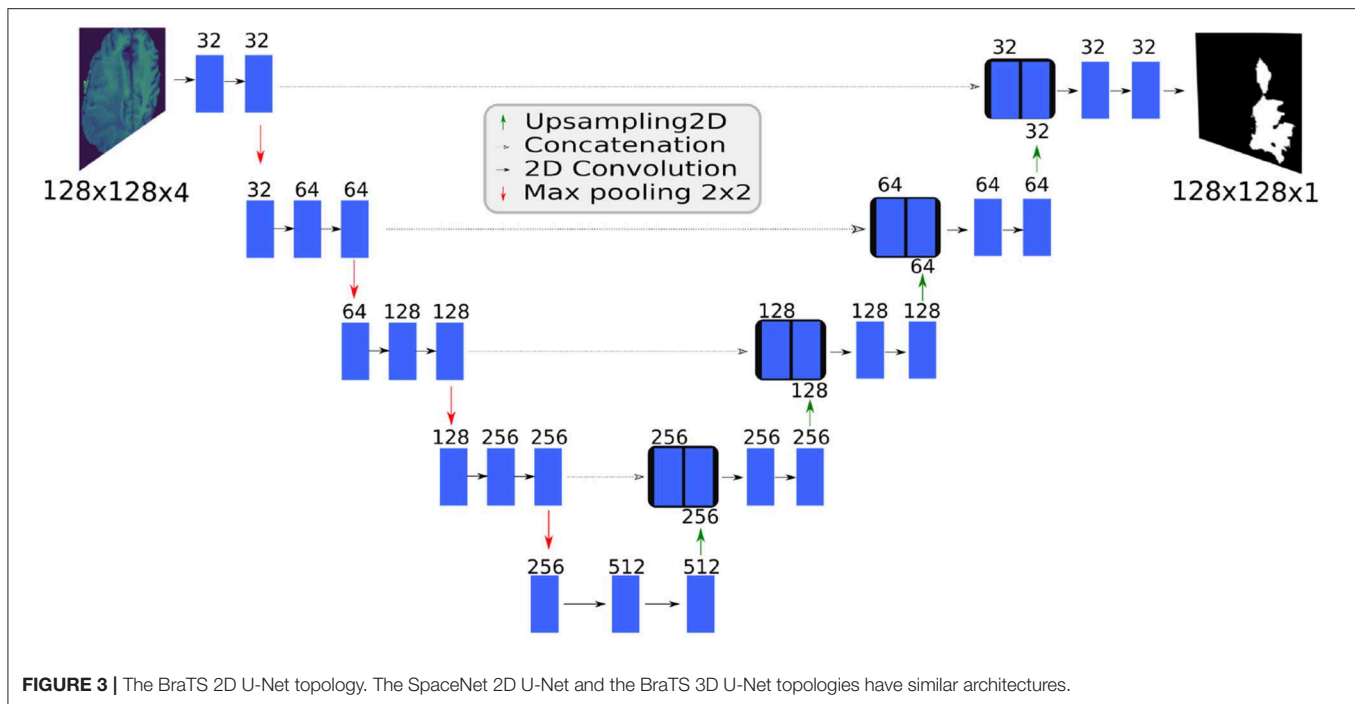 32 32 32 32 32
Upsampling2D
Concatenation
2D Convolution
Max pooling 2x2
32
128x128x4
128x128x1
32 64 64 64 64 64
64
64 128 128 128 128 128
128
128 256 256 256 256 256
256
256 512 512
FIGURE 3 | The BraTS 2D U-Net topology. The SpaceNet 2D U-Net and the BraTS 3D U-Net topologies have similar architectures.